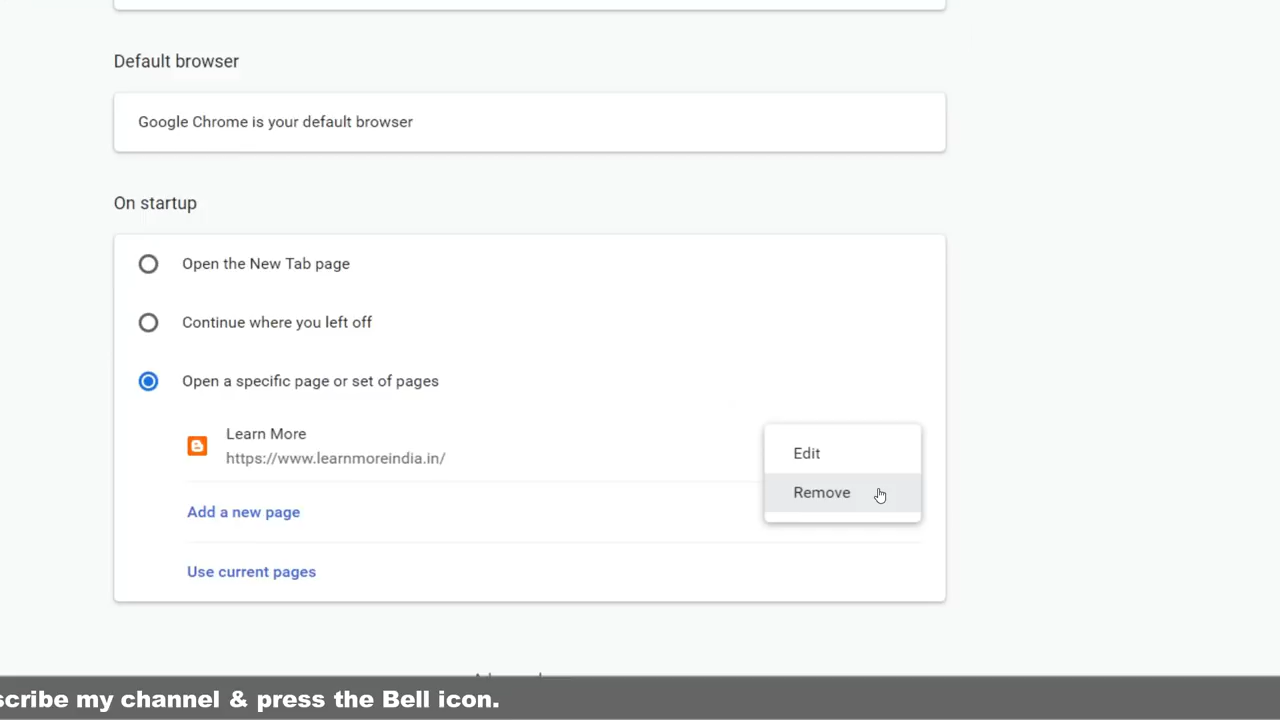 Default browser
Google Chrome is your default browser
On startup
Open the New Tab page
Continue where you left off
Open a specific page or set of pages
Learn More
https://www.learnmoreindia.in/
Edit
Remove
Add a new page
Use current pages
scribe my channel & press the Bell icon.